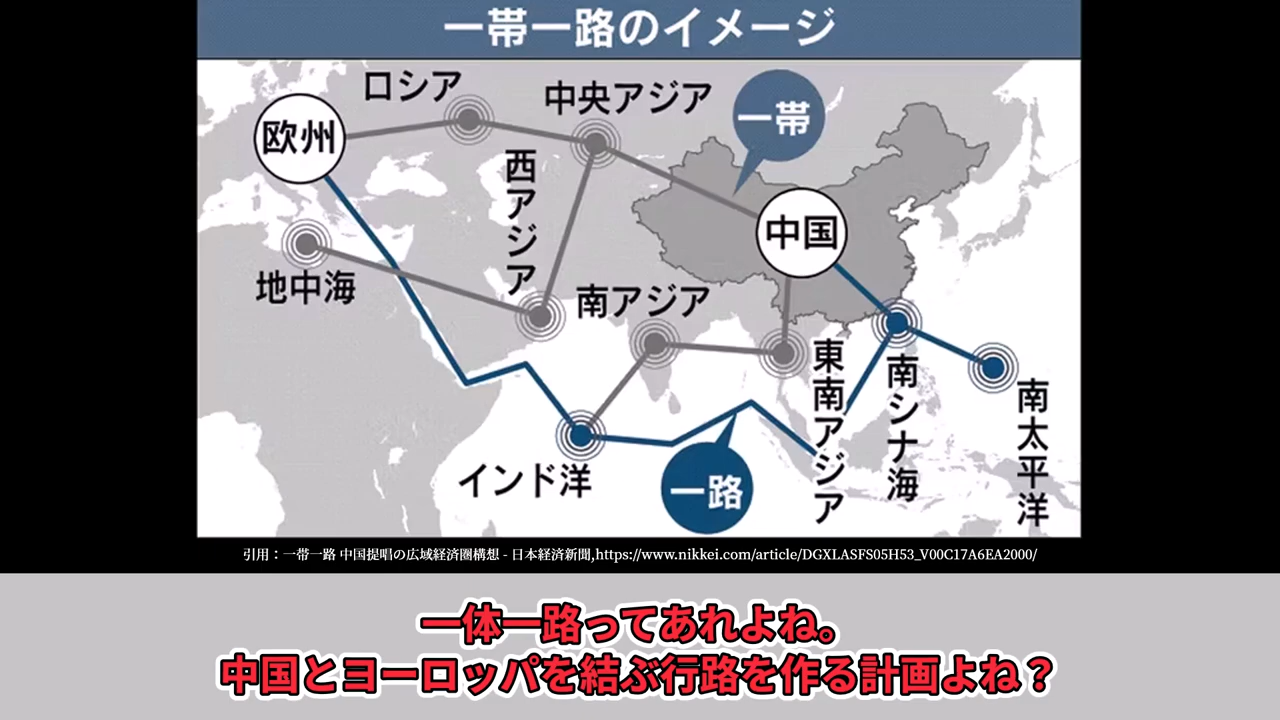 一帯一路のイメージ
ロシア
中央アジア
一帯
欧州
西アジア
中国
地中海
南アジア
東南アジア
南シナ海
南太平洋
インド洋
一路
引用：一帯一路 中国提唱の広域経済圏構想 - 日本経済新聞,https://www.nikkei.com/article/DGXLASFS05H53_V00C17A6EA2000/
一体一路ってあれよね。
中国とヨーロッパを結ぶ行路を作る計画よね？